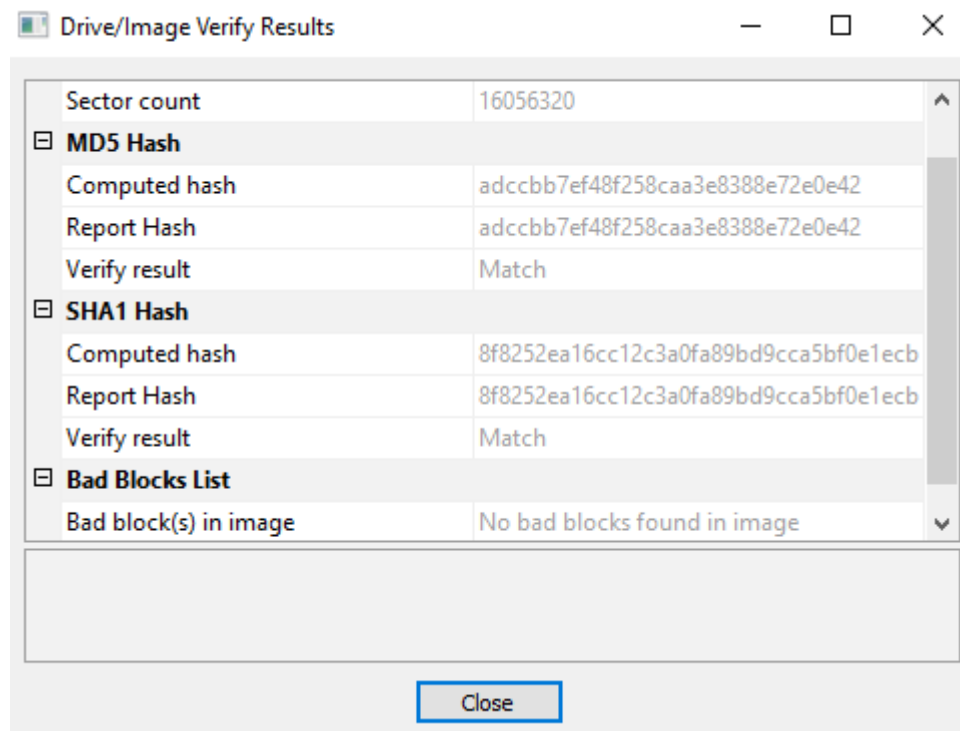 Drive/Image Verify Results
Sector count 16056320
MD5 Hash
Computed hash adccbb7ef48f258caa3e8388e72e0e42
Report Hash adccbb7ef48f258caa3e8388e72e0e42
Verify result Match
SHA1 Hash
Computed hash 8f8252ea16cc12c3a0fa89bd9cca5bf0e1ecb
Report Hash 8f8252ea16cc12c3a0fa89bd9cca5bf0e1ecb
Verify result Match
Bad Blocks List
Bad block(s) in image No bad blocks found in image
Close